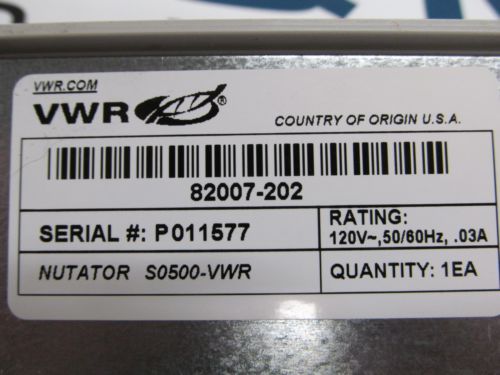 VWR.COM
VWR®
COUNTRY OF ORIGIN U.S.A.
82007-202
SERIAL #: P011577
RATING:
120V~,50/60Hz, .03A
NUTATOR S0500-VWR
QUANTITY: 1EA